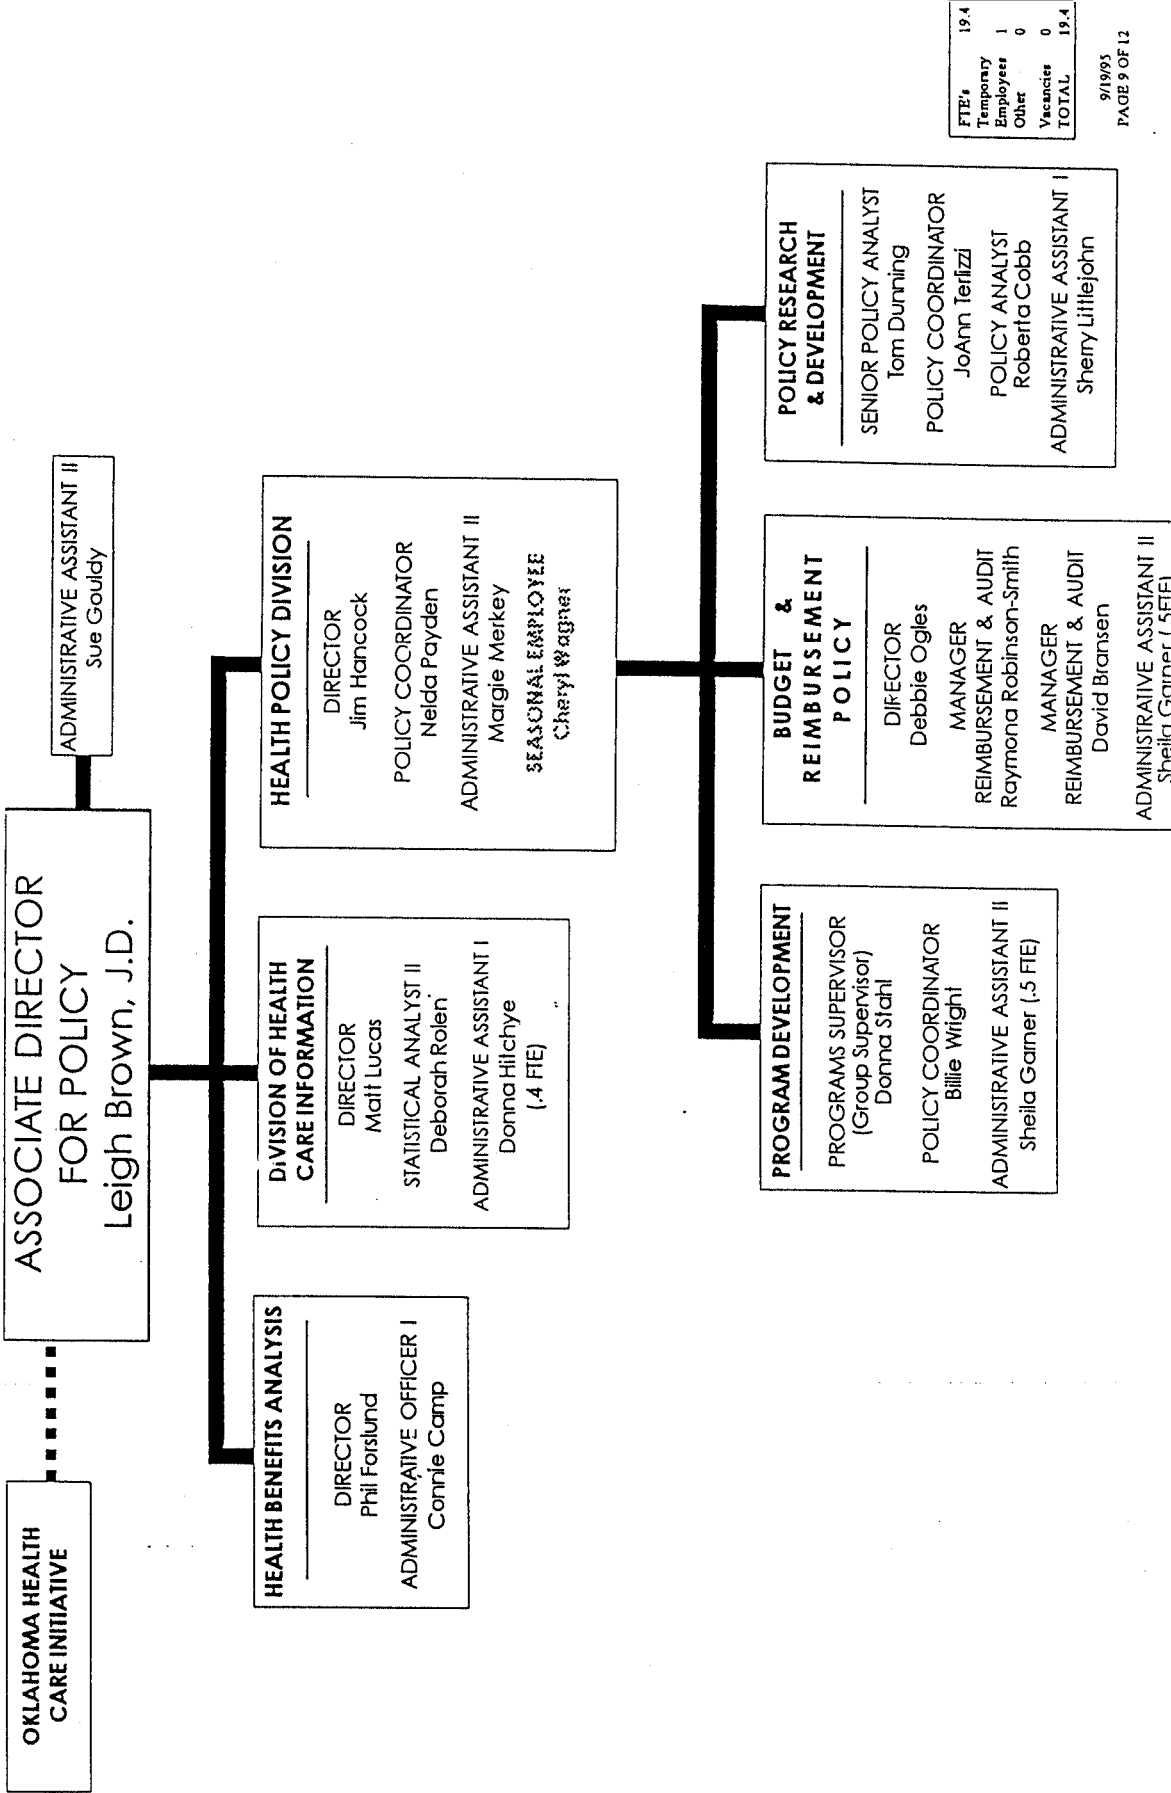 OKLAHOMA HEALTH
CARE INITIATIVE
ASSOCIATE DIRECTOR
FOR POLICY
Leigh Brown, J.D.
ADMINISTRATIVE ASSISTANT II
Sue Gouldy
HEALTH BENEFITS ANALYSIS
DIRECTOR
Phil Forslund
ADMINISTRATIVE OFFICER I
Connie Camp
DIVISION OF HEALTH
CARE INFORMATION
DIRECTOR
Matt Lucas
STATISTICAL ANALYST II
Deborah Rolen
ADMINISTRATIVE ASSISTANT I
Donna Hitchye
(.4 FTE)
HEALTH POLICY DIVISION
DIRECTOR
Jim Hancock
POLICY COORDINATOR
Nelda Payden
ADMINISTRATIVE ASSISTANT II
Margie Merkey
SEASONAL EMPLOYEE
Cheryl Wagner
PROGRAM DEVELOPMENT
PROGRAMS SUPERVISOR
(Group Supervisor)
Donna Stahl
POLICY COORDINATOR
Billie Wright
ADMINISTRATIVE ASSISTANT II
Sheila Garner (.5 FTE)
BUDGET &
REIMBURSEMENT
POLICY
DIRECTOR
Debbie Ogles
MANAGER
REIMBURSEMENT & AUDIT
Raymona Robinson-Smith
MANAGER
REIMBURSEMENT & AUDIT
David Bransen
ADMINISTRATIVE ASSISTANT II
Sheila Garner (.5FTE)
POLICY RESEARCH
& DEVELOPMENT
SENIOR POLICY ANALYST
Tom Dunning
POLICY COORDINATOR
JoAnn Terlizzi
POLICY ANALYST
Roberta Cobb
ADMINISTRATIVE ASSISTANT I
Sherry Littlejohn
FTE's 19.4
Temporary
Employees 1
Other 0
Vacancies 0
TOTAL 19.4
9/19/95
PAGE 9 OF 12